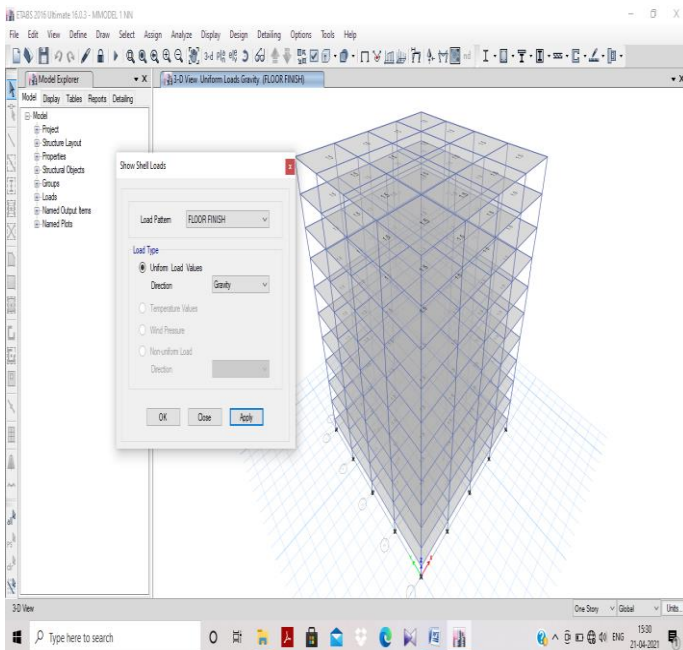 ETABS 2016 Ultimate 16.0.3 - MMODEL 1 NN
File Edit View Define Draw Select Assign Analyze Display Design Detailing Options Tools Help
3-d
Model Explorer
3-D View Uniform Loads Gravity (FLOOR FINISH)
Model Display Tables Reports Detailing
Model
Project
Structure Layout
Properties
Structural Objects
Groups
Loads
Named Output Items
Named Plots
Show Shell Loads
Load Pattern FLOOR FINISH
Load Type
Uniform Load Values
Direction Gravity
Temperature Values
Wind Pressure
Non-uniform Load
Direction
OK Close Apply
3-D View
One Story Global Units...
Type here to search
ENG
15:30
21-04-2021